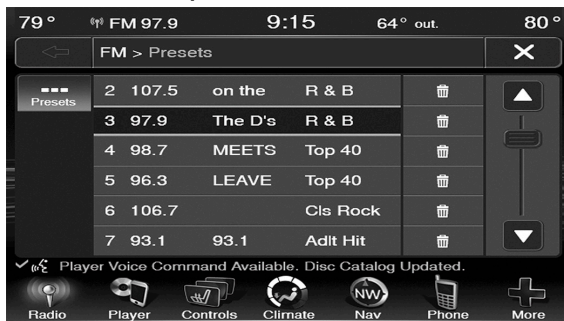 79° FM 97.9 9:15 64° out. 80°
FM > Presets
Presets
2 107.5 on the R & B
3 97.9 The D's R & B
4 98.7 MEETS Top 40
5 96.3 LEAVE Top 40
6 106.7 Cls Rock
7 93.1 93.1 Adlt Hit
Player Voice Command Available. Disc Catalog Updated.
NW
Radio Player Controls Climate Nav Phone More